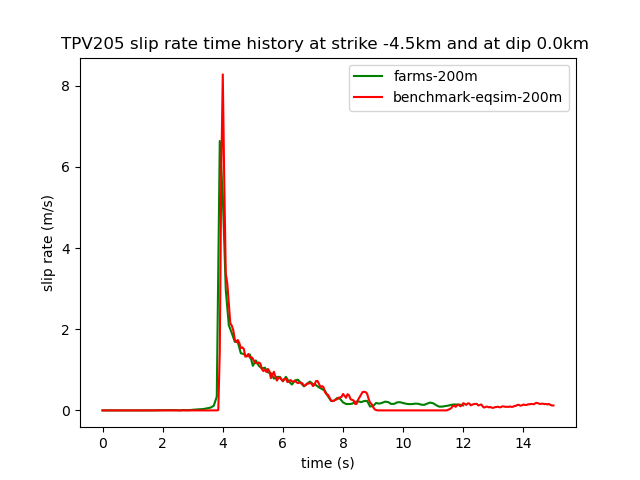 TPV205 slip rate time history at strike -4.5km and at dip 0.0km
farms-200m
benchmark-eqsim-200m
8
6
4
2
0
slip rate (m/s)
0 2 4 6 8 10 12 14
time (s)